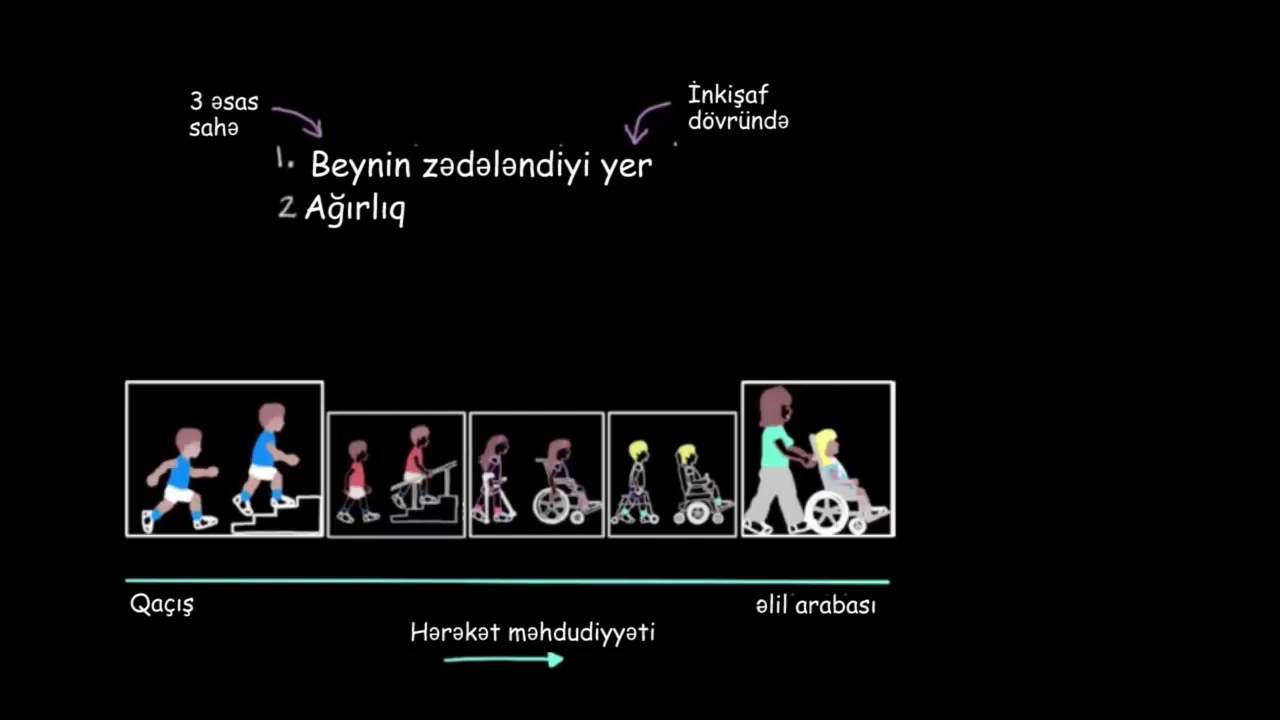 3 əsas
sahə
İnkişaf
dövründə
1. Beynin zədələndiyi yer
2 Ağırlıq
Qaçış
əlil arabası
Hərəkət məhdudiyyəti